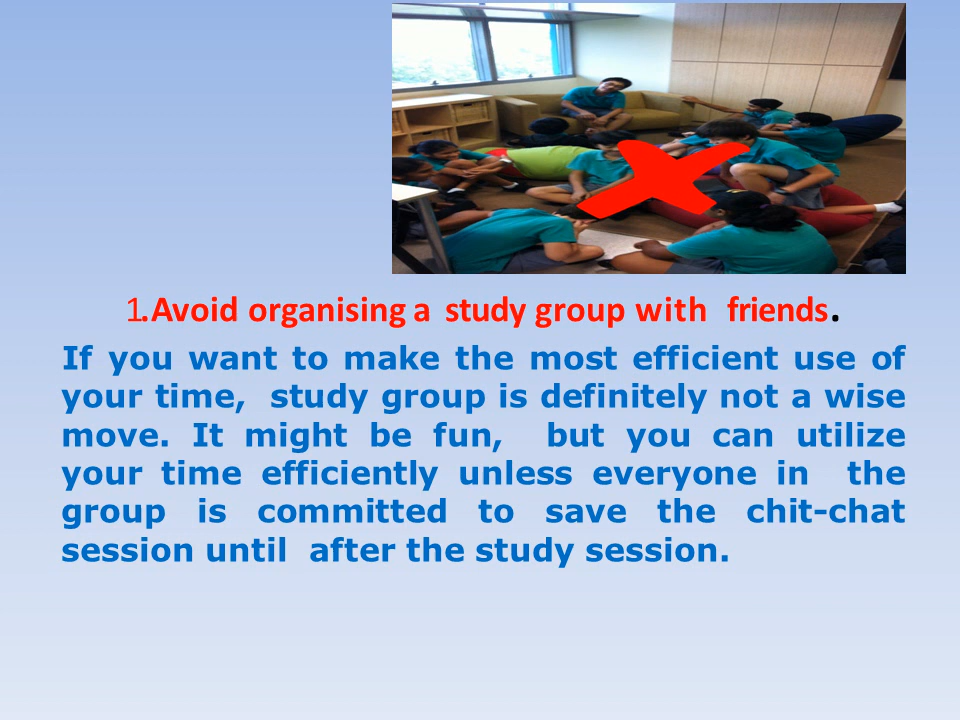 1.Avoid organising a study group with friends.
If you want to make the most efficient use of
your time, study group is definitely not a wise
move. It might be fun, but you can utilize
your time efficiently unless everyone in the
group is committed to save the chit-chat
session until after the study session.